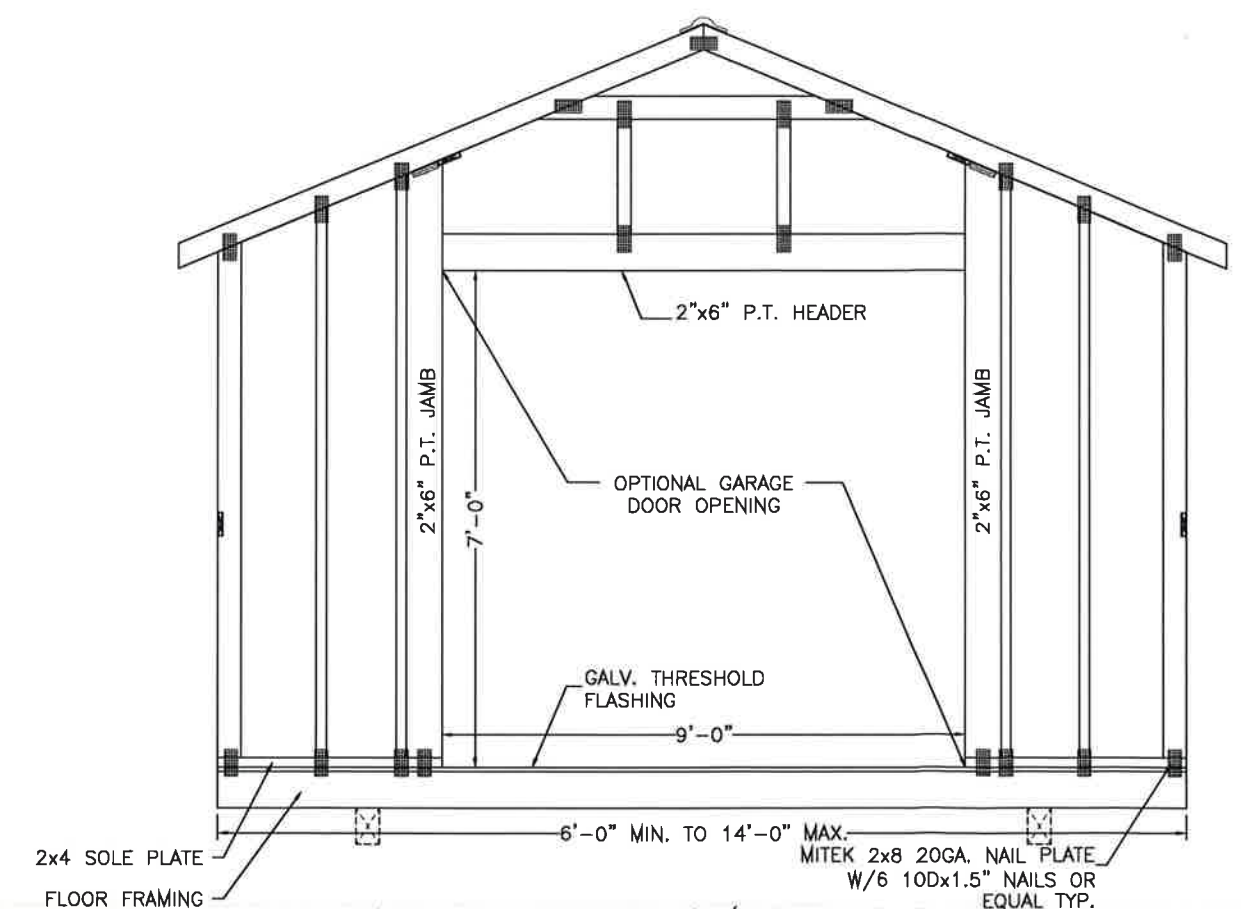 2"x6" P.T. HEADER
2"x6" P.T. JAMB
2"x6" P.T. JAMB
7'-0"
OPTIONAL GARAGE
DOOR OPENING
GALV. THRESHOLD
FLASHING
9'-0"
6'-0" MIN. TO 14'-0" MAX.
2x4 SOLE PLATE
FLOOR FRAMING
MITEK 2x8 20GA. NAIL PLATE
W/6 10Dx1.5" NAILS OR
EQUAL TYP.